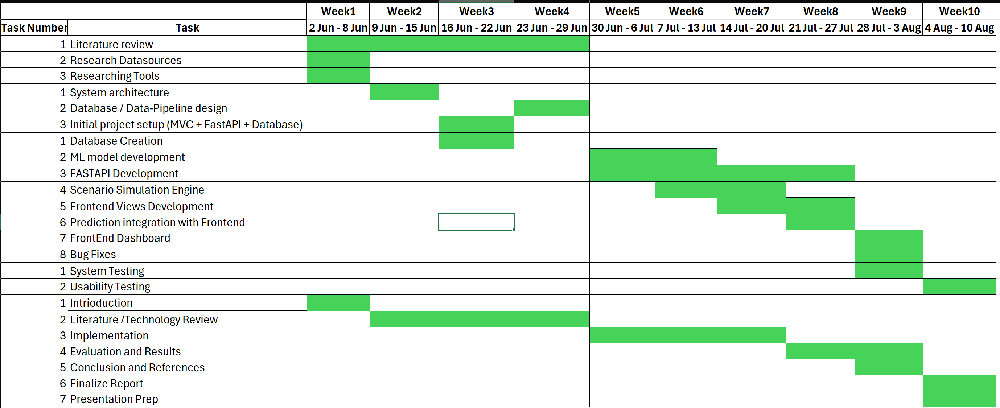 Week1 Week2 Week3 Week4 Week5 Week6 Week7 Week8 Week9 Week10
Task Number Task 2 Jun - 8 Jun 9 Jun - 15 Jun 16 Jun - 22 Jun 23 Jun - 29 Jun 30 Jun - 6 Jul 7 Jul - 13 Jul 14 Jul - 20 Jul 21 Jul - 27 Jul 28 Jul - 3 Aug 4 Aug - 10 Aug
1 Literature review
2 Research Datasources
3 Researching Tools
1 System architecture
2 Database / Data-Pipeline design
3 Initial project setup (MVC + FastAPI + Database)
1 Database Creation
2 ML model development
3 FASTAPI Development
4 Scenario Simulation Engine
5 Frontend Views Development
6 Prediction integration with Frontend
7 FrontEnd Dashboard
8 Bug Fixes
1 System Testing
2 Usability Testing
1 Intrioduction
2 Literature /Technology Review
3 Implementation
4 Evaluation and Results
5 Conclusion and References
6 Finalize Report
7 Presentation Prep